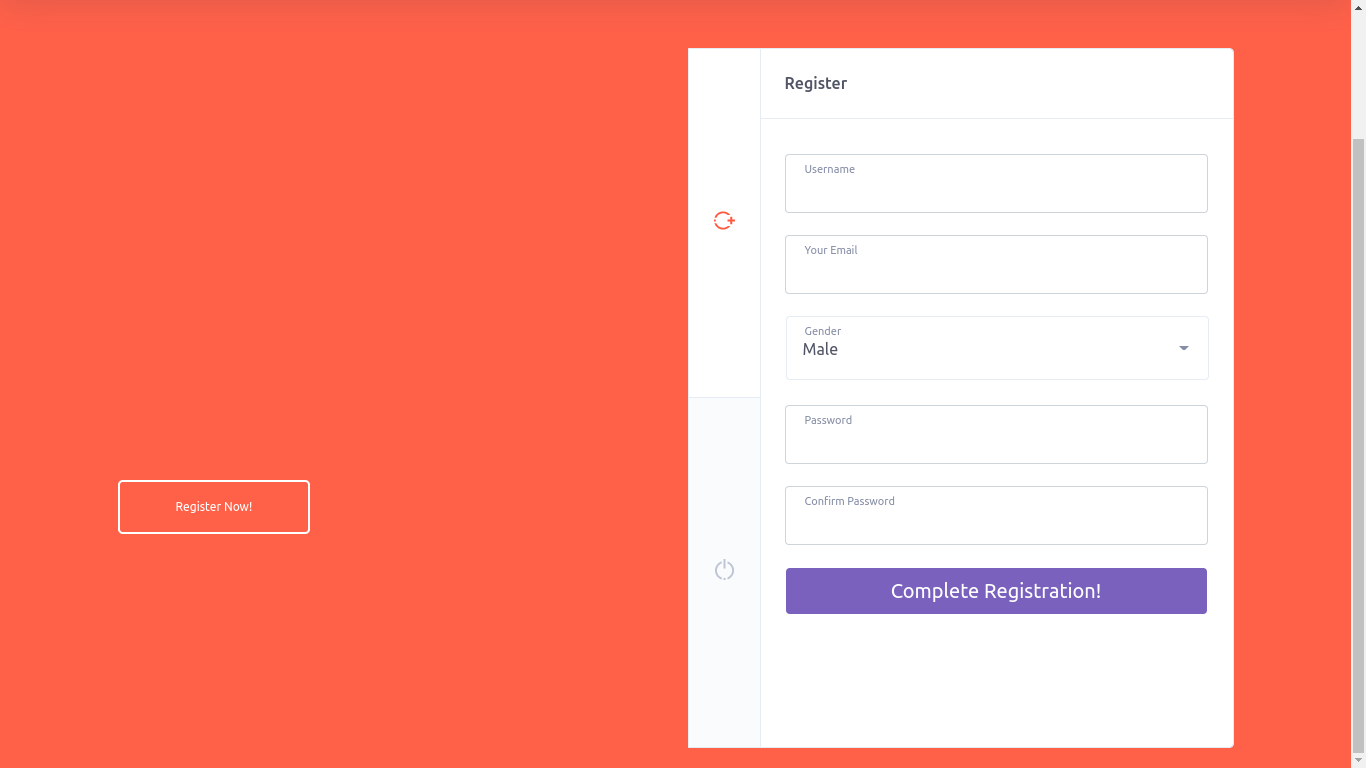 Register
Username
Your Email
Gender
Male
Password
Confirm Password
Register Now!
Complete Registration!